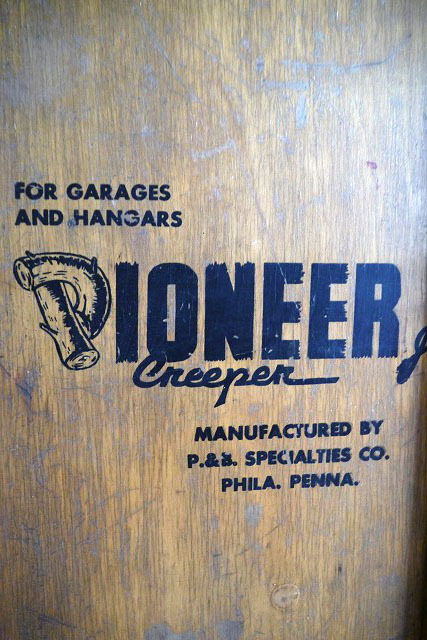 FOR GARAGES
AND HANGARS
PIONEER
Creeper
MANUFACTURED BY
P.&B. SPECIALTIES CO.
PHILA. PENNA.